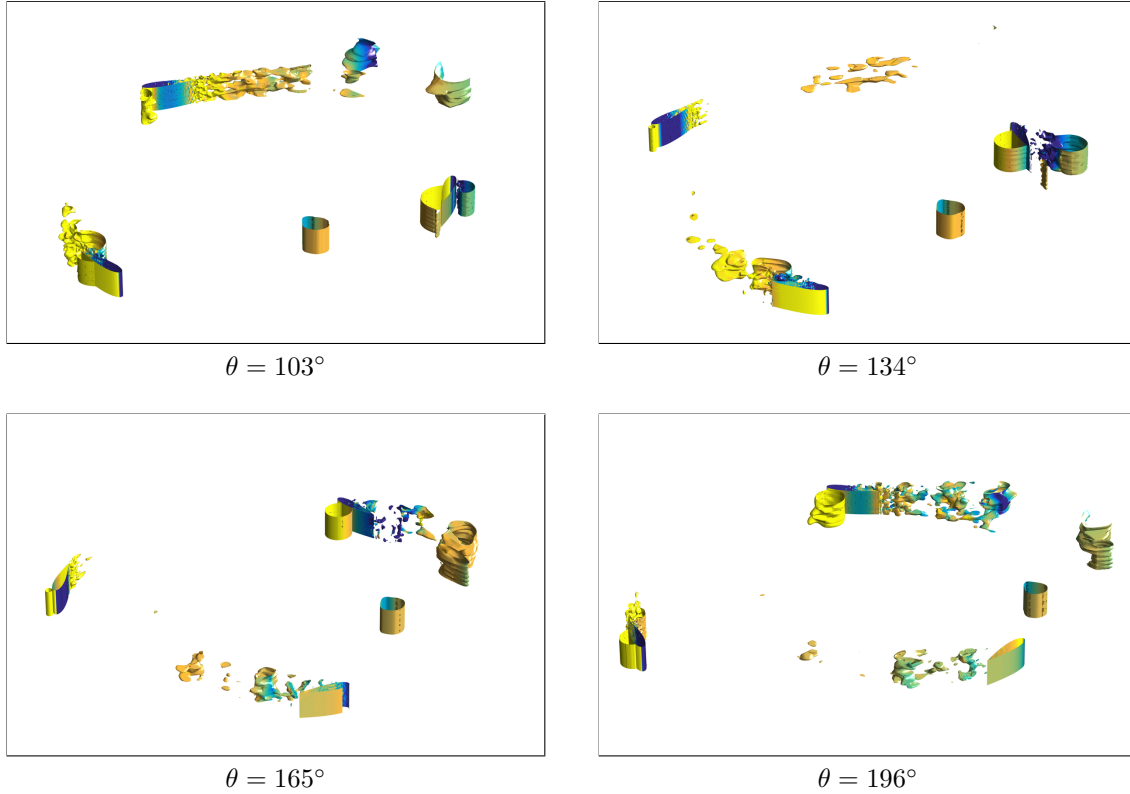 θ = 103°
θ = 134°
θ = 165°
θ = 196°